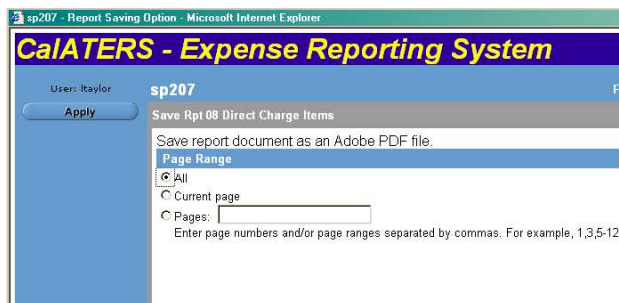 sp207 - Report Saving Option - Microsoft Internet Explorer
CalATERS - Expense Reporting System
User: ltaylor
sp207
Apply
Save Rpt 08 Direct Charge Items
Save report document as an Adobe PDF file.
Page Range
All
Current page
Pages:
Enter page numbers and/or page ranges separated by commas. For example, 1,3,5-12